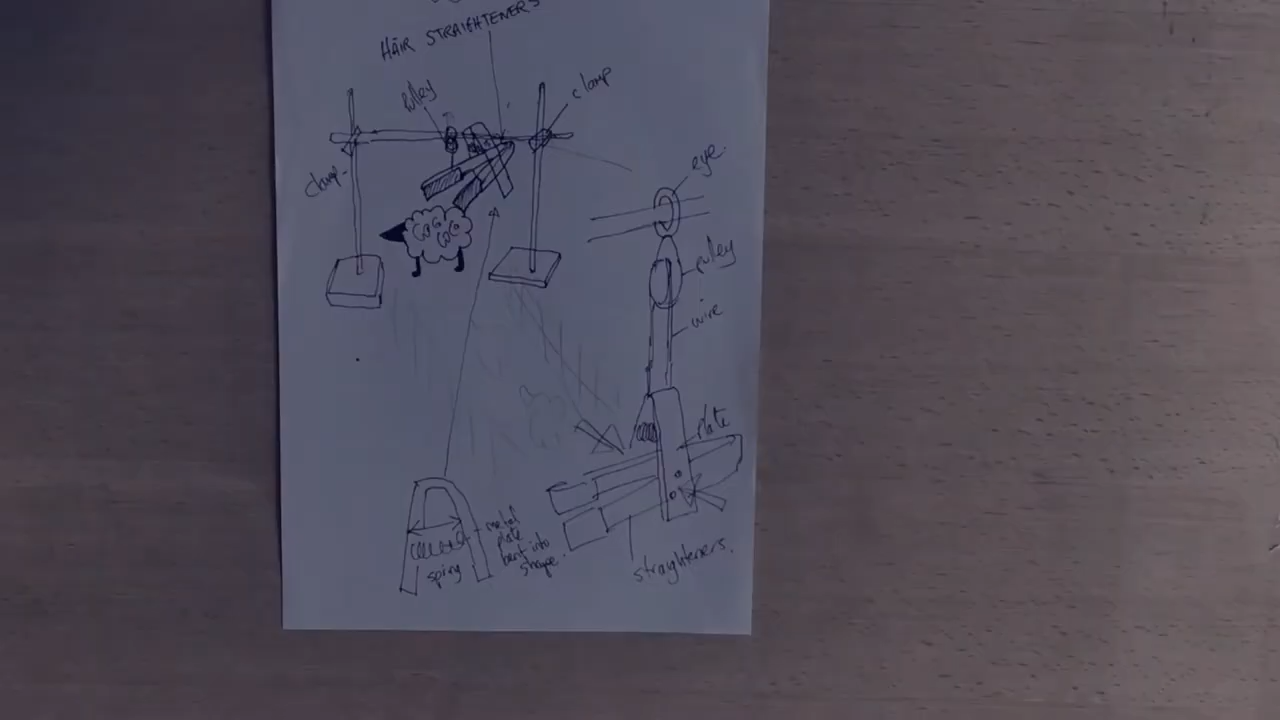 HAIR STRAIGHTENERS
pulley
clamp
clamp
eye.
pulley
wire
plate
metal
plate
bent into
shape.
spring
straighteners.